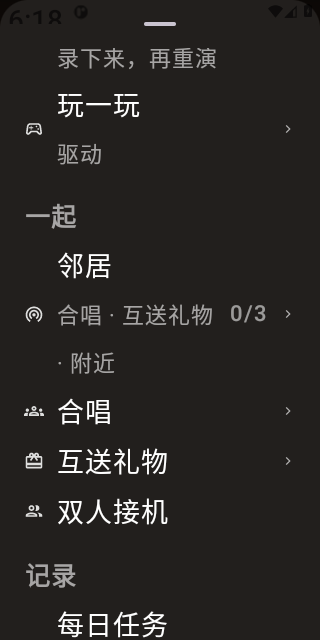 6:18
录下来，再重演
玩一玩
驱动
一起
邻居
合唱 · 互送礼物 0/3
· 附近
合唱
互送礼物
双人接机
记录
每日任务